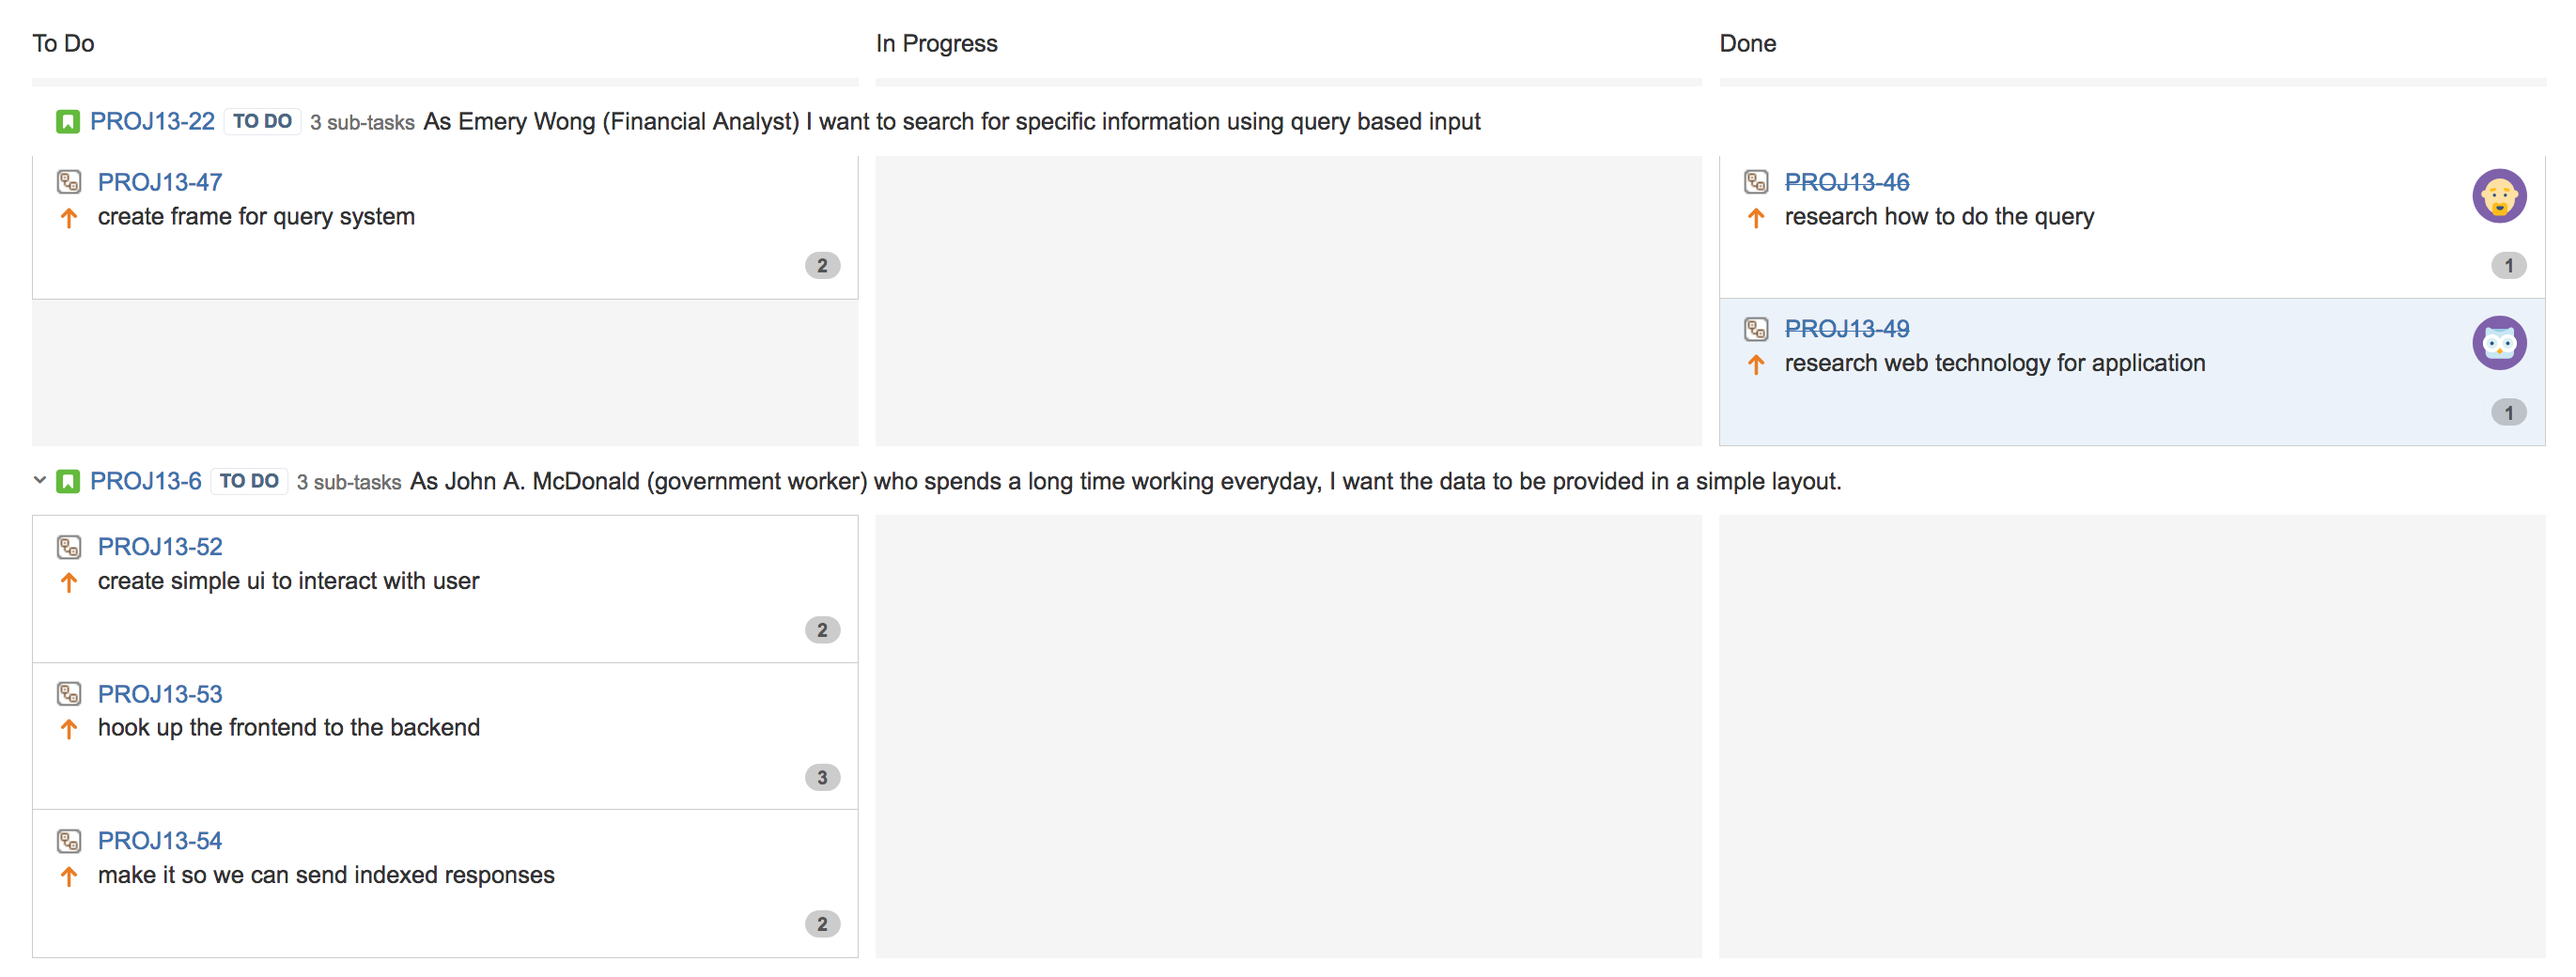 To Do In Progress Done
PROJ13-22 TO DO 3 sub-tasks As Emery Wong (Financial Analyst) I want to search for specific information using query based input
PROJ13-47
create frame for query system
2
PROJ13-46
research how to do the query
1
PROJ13-49
research web technology for application
1
PROJ13-6 TO DO 3 sub-tasks As John A. McDonald (government worker) who spends a long time working everyday, I want the data to be provided in a simple layout.
PROJ13-52
create simple ui to interact with user
2
PROJ13-53
hook up the frontend to the backend
3
PROJ13-54
make it so we can send indexed responses
2